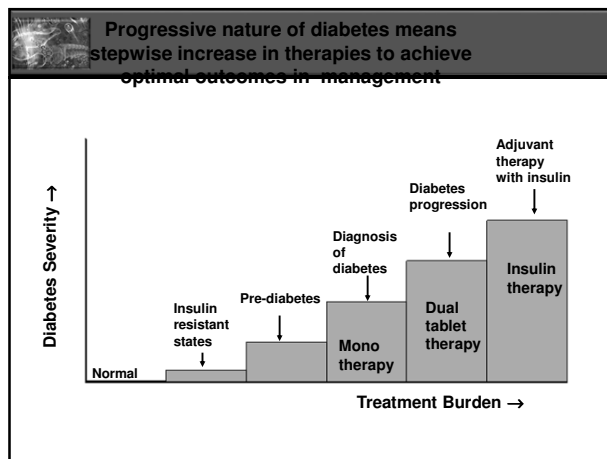 Progressive nature of diabetes means
stepwise increase in therapies to achieve
optimal outcomes in management
Diabetes Severity →
Normal
Insulin
resistant
states
Pre-diabetes
Diagnosis
of
diabetes
Mono
therapy
Diabetes
progression
Dual
tablet
therapy
Adjuvant
therapy
with insulin
Insulin
therapy
Treatment Burden →